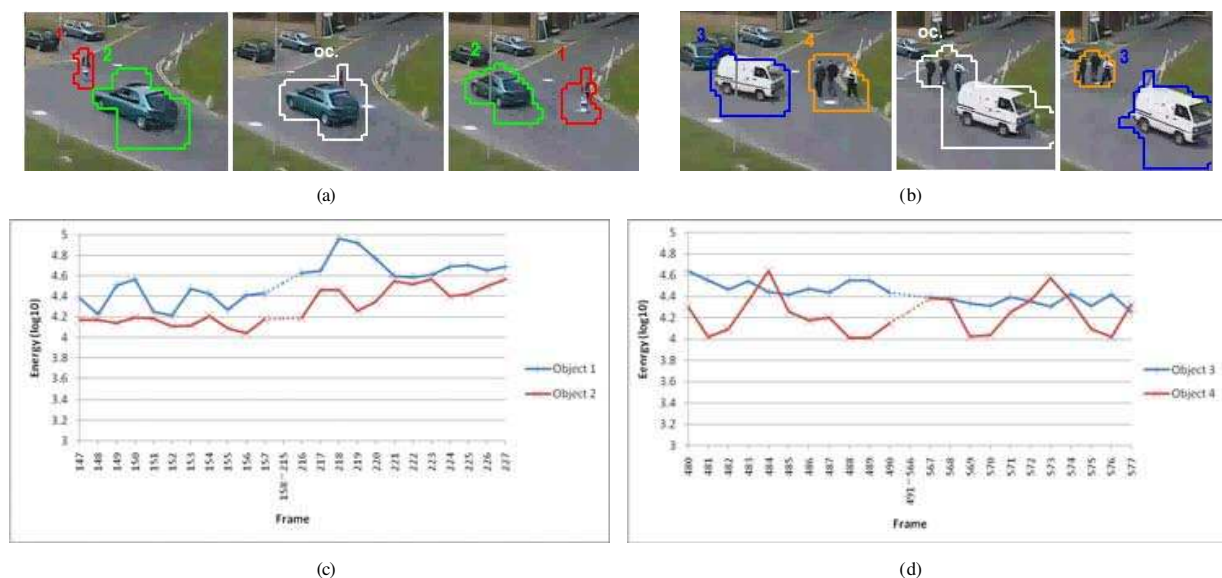 1 2 oc. 2 1
3 4 oc. 4 3
(a) (b)
5
4.8
4.6
4.4
4.2
4
3.8
3.6
3.4
3.2
3
Energy (log10)
Object 1
Object 2
147 148 149 150 151 152 153 154 155 156 157 158~215 216 217 218 219 220 221 222 223 224 225 226 227
Frame
5
4.8
4.6
4.4
4.2
4
3.8
3.6
3.4
3.2
3
Eenrgy (log10)
Object 3
Object 4
480 481 482 483 484 485 486 487 488 489 490 491~566 567 568 569 570 571 572 573 574 575 576 577
Frame
(c) (d)